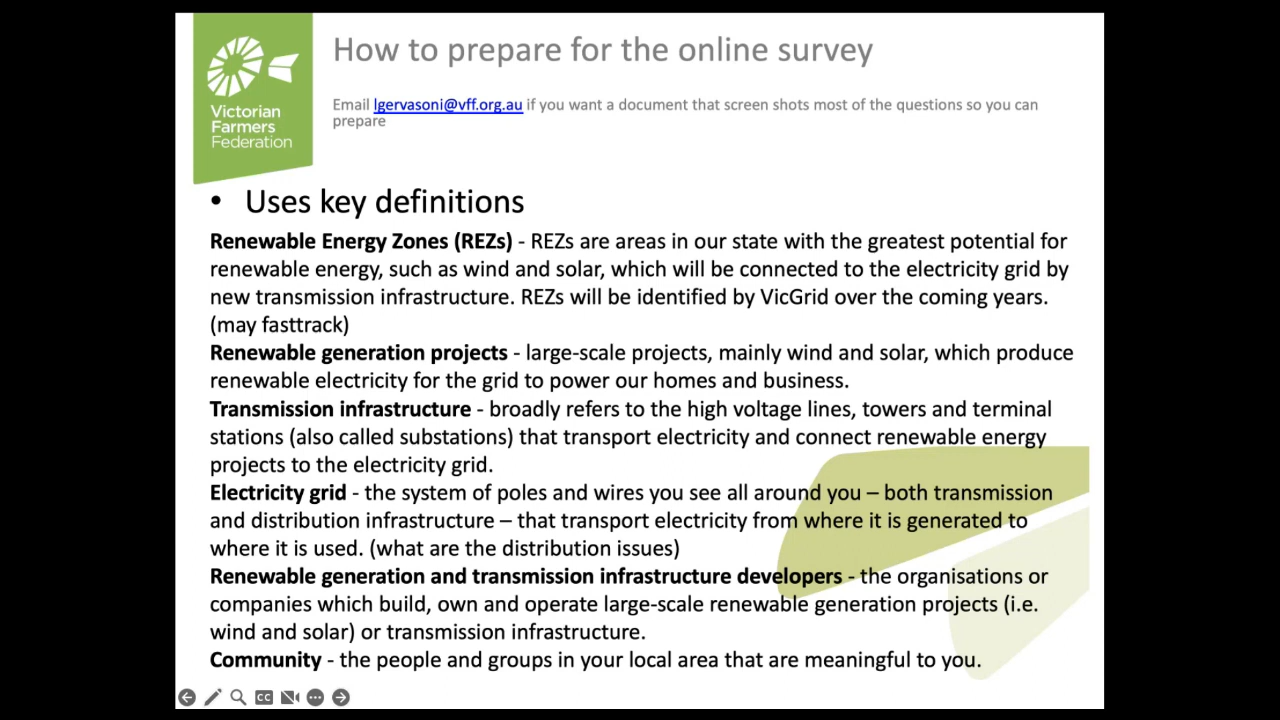 Victorian
Farmers
Federation
How to prepare for the online survey
Email lgervasoni@vff.org.au if you want a document that screen shots most of the questions so you can
prepare
• Uses key definitions
Renewable Energy Zones (REZs) - REZs are areas in our state with the greatest potential for
renewable energy, such as wind and solar, which will be connected to the electricity grid by
new transmission infrastructure. REZs will be identified by VicGrid over the coming years.
(may fasttrack)
Renewable generation projects - large-scale projects, mainly wind and solar, which produce
renewable electricity for the grid to power our homes and business.
Transmission infrastructure - broadly refers to the high voltage lines, towers and terminal
stations (also called substations) that transport electricity and connect renewable energy
projects to the electricity grid.
Electricity grid - the system of poles and wires you see all around you – both transmission
and distribution infrastructure – that transport electricity from where it is generated to
where it is used. (what are the distribution issues)
Renewable generation and transmission infrastructure developers - the organisations or
companies which build, own and operate large-scale renewable generation projects (i.e.
wind and solar) or transmission infrastructure.
Community - the people and groups in your local area that are meaningful to you.
CC